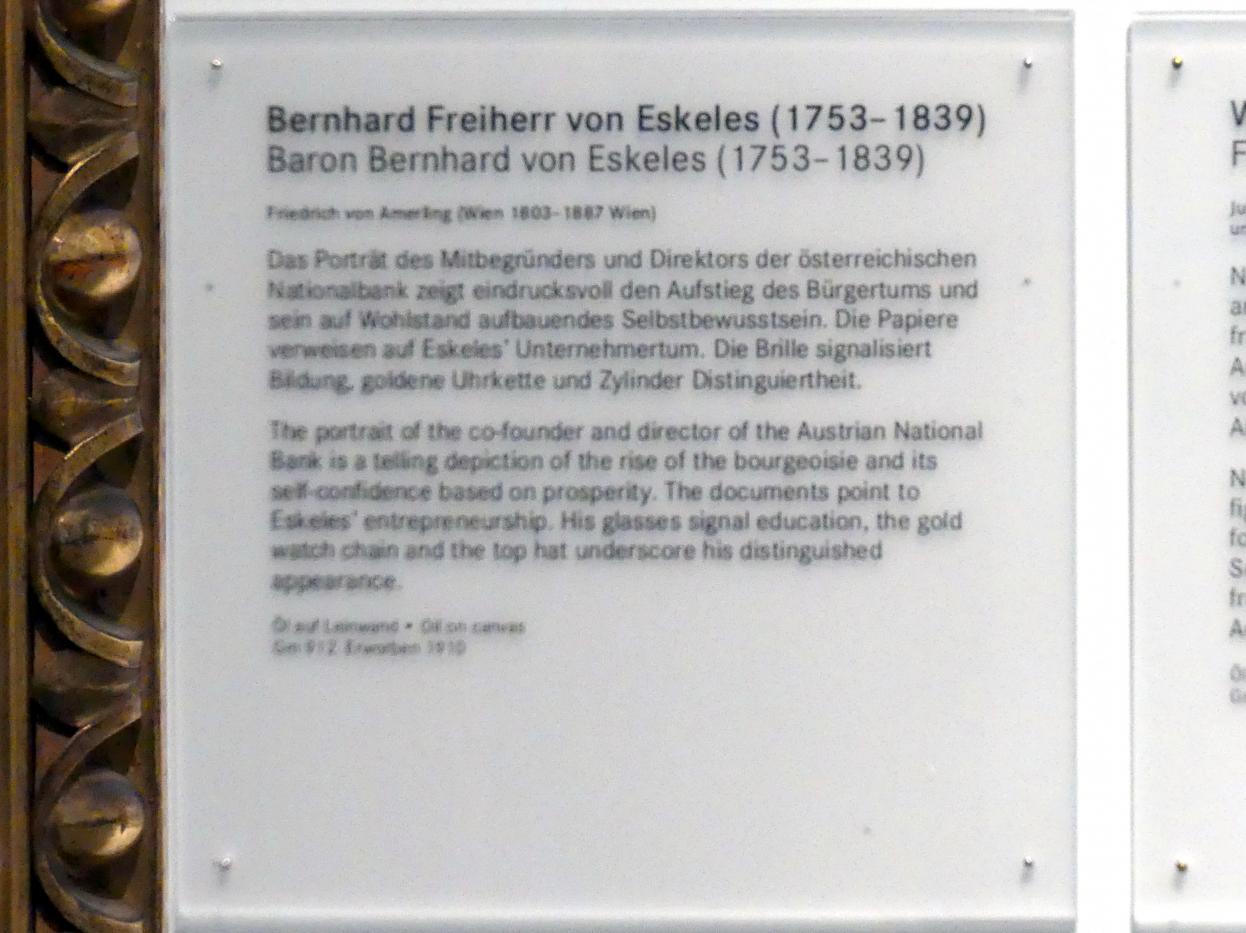 Bernhard Freiherr von Eskeles (1753–1839)
Baron Bernhard von Eskeles (1753–1839)
Friedrich von Amerling (Wien 1803–1887 Wien)
Das Porträt des Mitbegründers und Direktors der österreichischen
Nationalbank zeigt eindrucksvoll den Aufstieg des Bürgertums und
sein auf Wohlstand aufbauendes Selbstbewusstsein. Die Papiere
verweisen auf Eskeles' Unternehmertum. Die Brille signalisiert
Bildung, goldene Uhrkette und Zylinder Distinguiertheit.
The portrait of the co-founder and director of the Austrian National
Bank is a telling depiction of the rise of the bourgeoisie and its
self-confidence based on prosperity. The documents point to
Eskeles' entrepreneurship. His glasses signal education, the gold
watch chain and the top hat underscore his distinguished
appearance.
Öl auf Leinwand • Oil on canvas
Gm 912 Erworben 1910